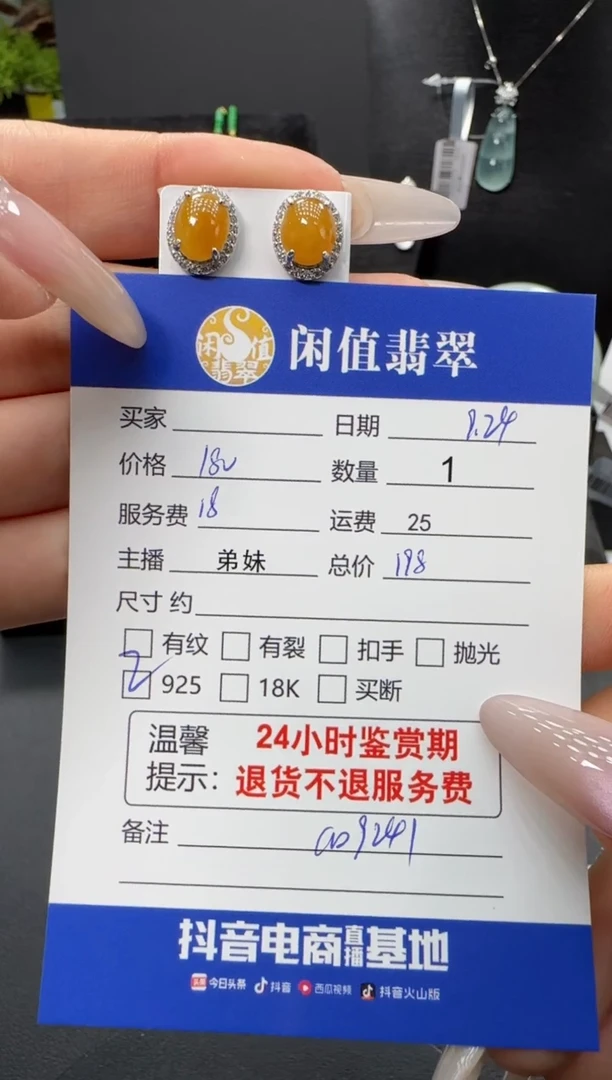 闲值翡翠
闲值翡翠
买家 日期
价格 180 数量 1
服务费 18 运费 25
主播 弟妹 总价 198
尺寸 约
有纹 有裂 扣手 抛光
925 18K 买断
温馨提示：
24小时鉴赏期
退货不退服务费
备注
抖音电商直播基地
头条 今日头条 抖音 西瓜视频 抖音火山版